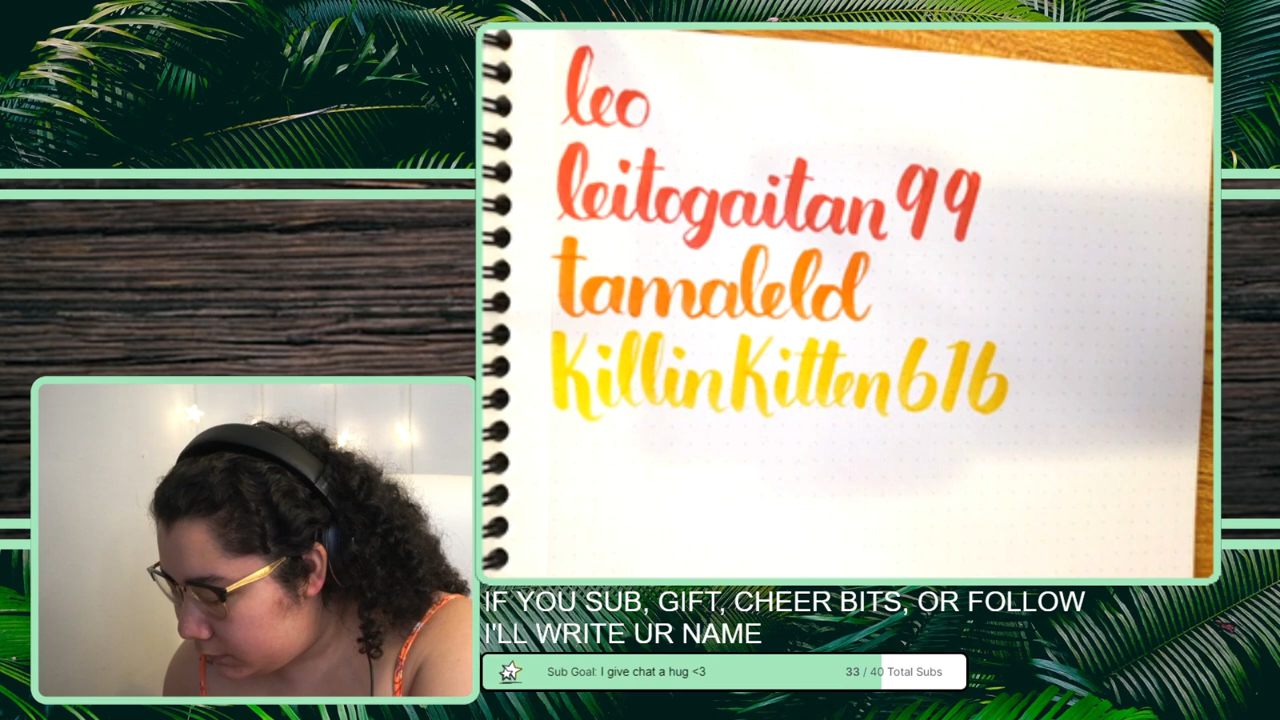 leo
leitogaitan99
tamaleld
KillinKitten616
IF YOU SUB, GIFT, CHEER BITS, OR FOLLOW
I'LL WRITE UR NAME
Sub Goal: I give chat a hug <3 33 / 40 Total Subs